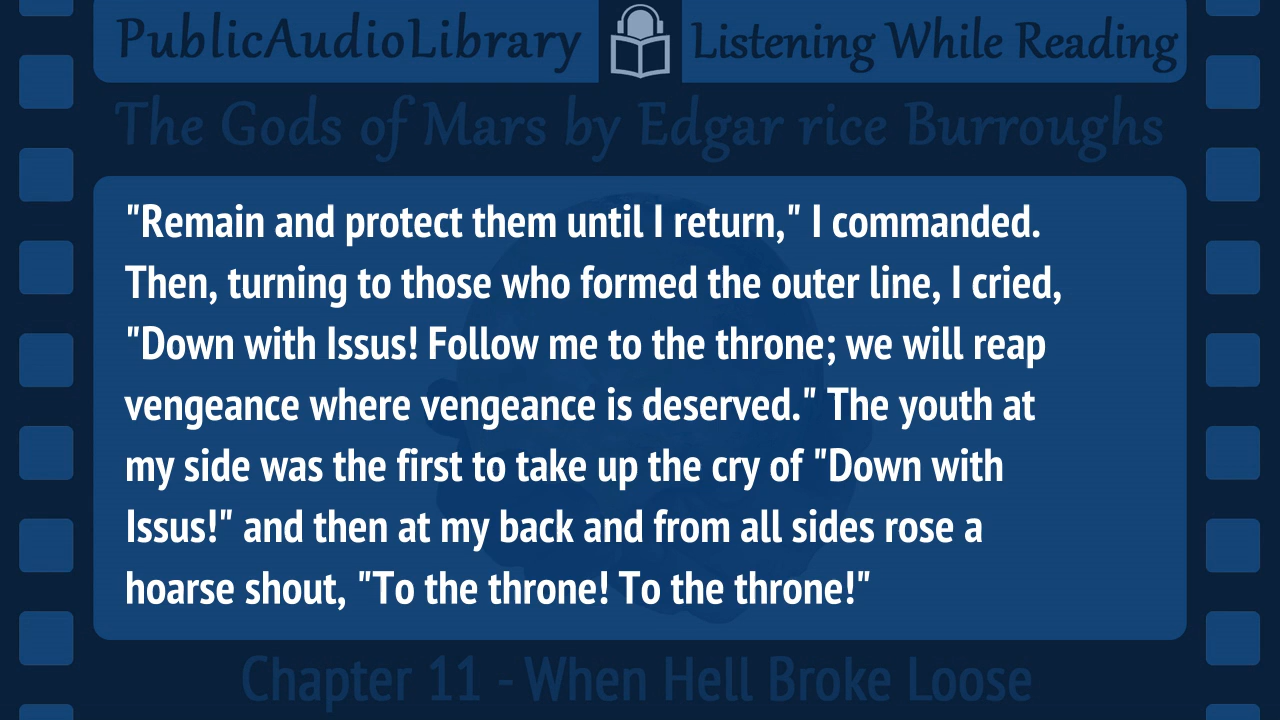 PublicAudioLibrary Listening While Reading
The Gods of Mars by Edgar rice Burroughs
"Remain and protect them until I return," I commanded.
Then, turning to those who formed the outer line, I cried,
"Down with Issus! Follow me to the throne; we will reap
vengeance where vengeance is deserved." The youth at
my side was the first to take up the cry of "Down with
Issus!" and then at my back and from all sides rose a
hoarse shout, "To the throne! To the throne!"
Chapter 11 - When Hell Broke Loose